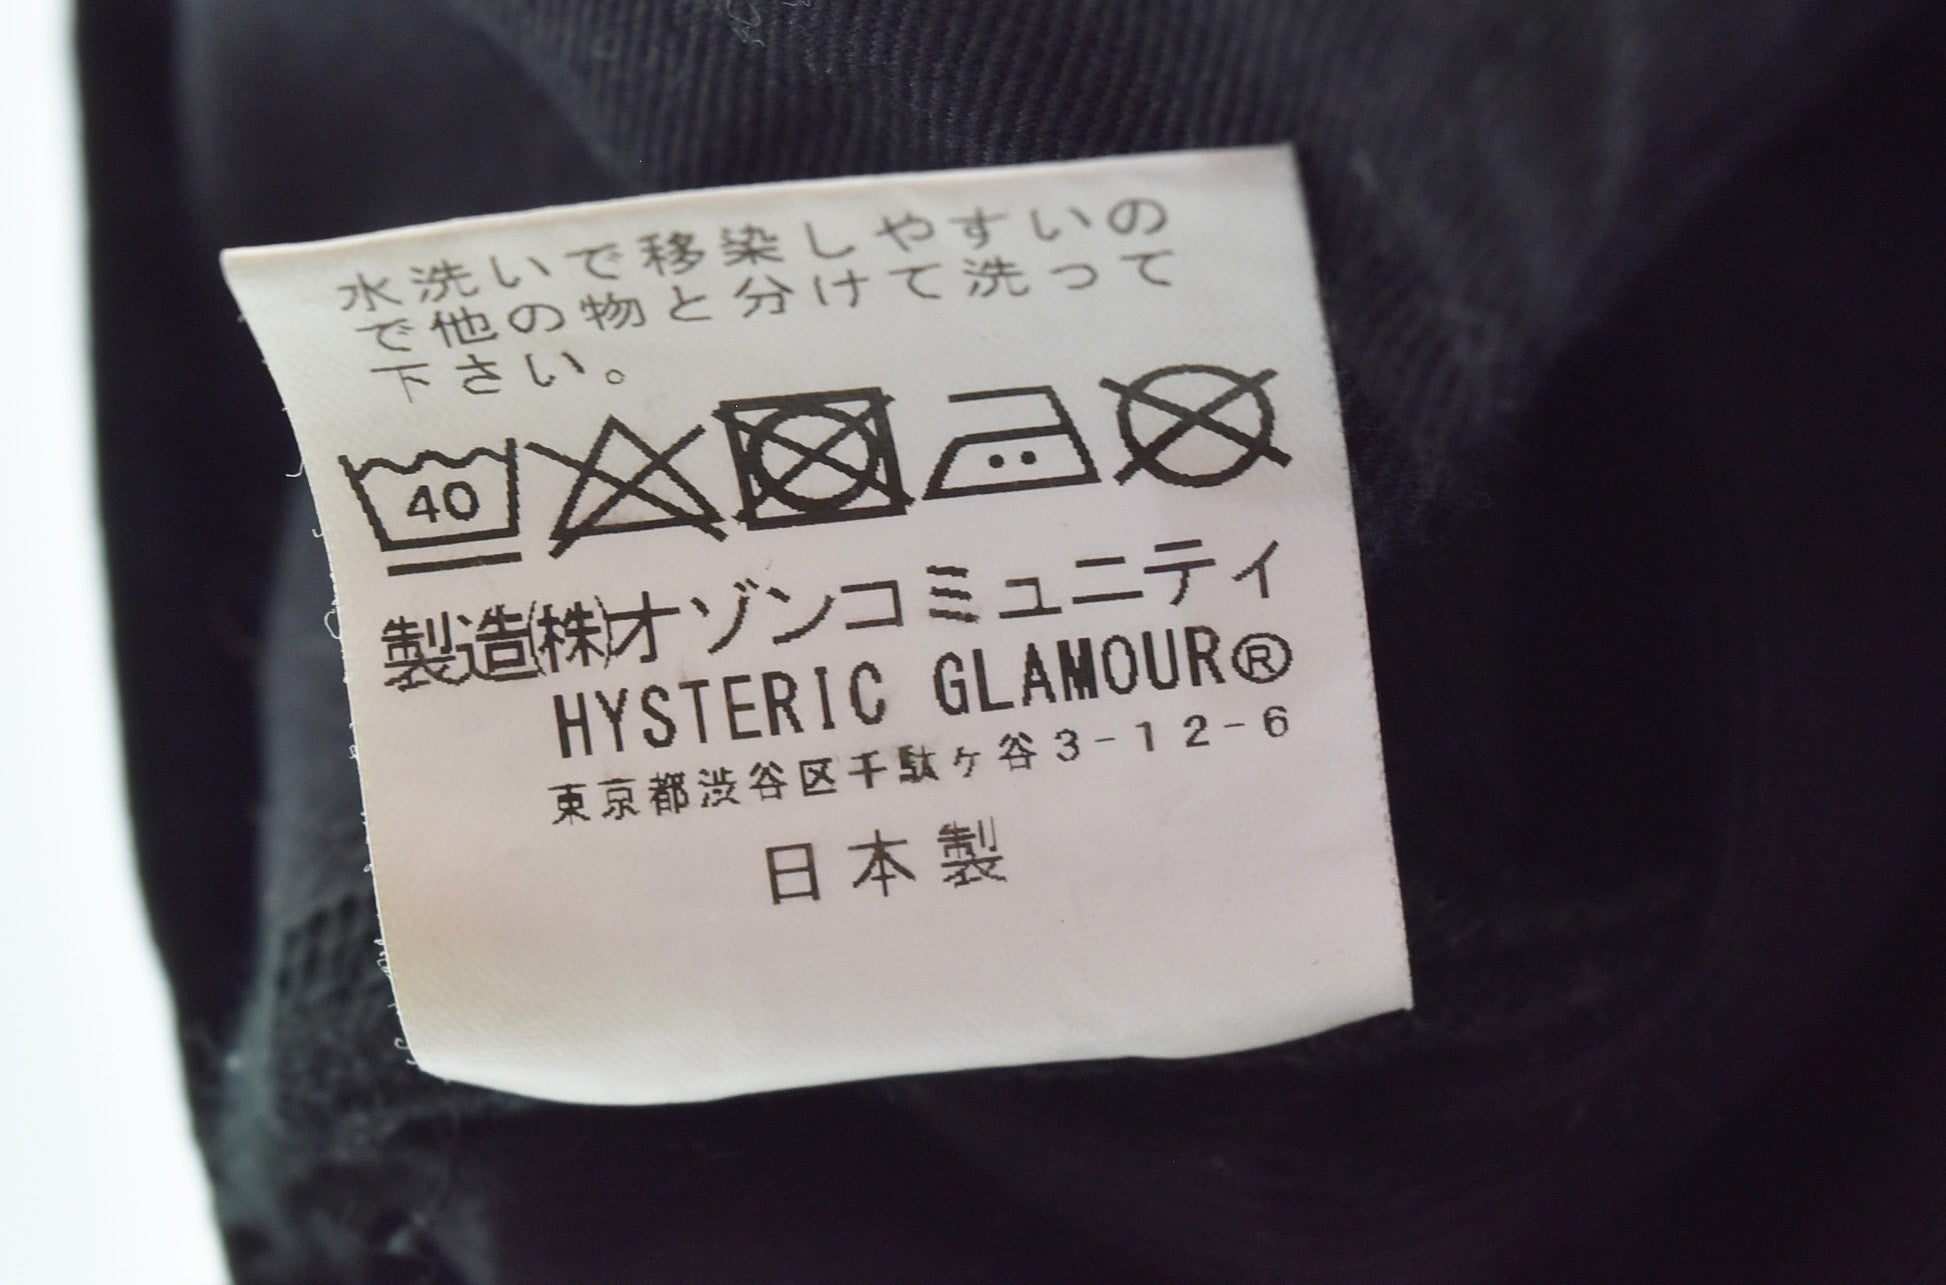 水洗いで移染しやすいの
で他の物と分けて洗って
下さい。
40
製造㈱オゾンコミュニティ
HYSTERIC GLAMOUR®
東京都渋谷区千駄ヶ谷3-12-6
日本製